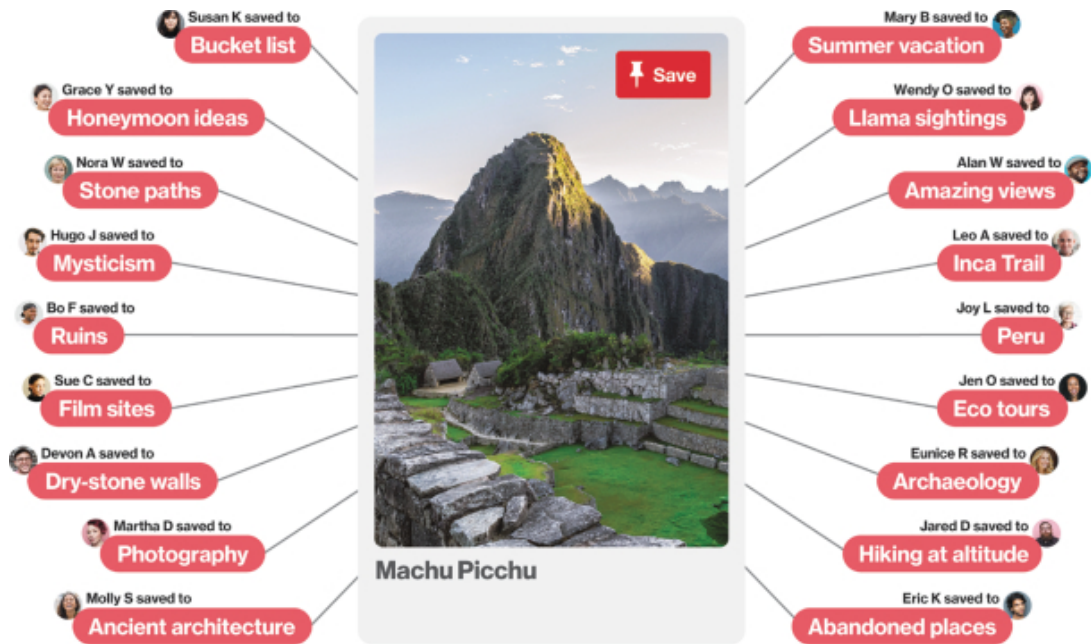 Susan K saved to
Bucket list
Grace Y saved to
Honeymoon ideas
Nora W saved to
Stone paths
Hugo J saved to
Mysticism
Bo F saved to
Ruins
Sue C saved to
Film sites
Devon A saved to
Dry-stone walls
Martha D saved to
Photography
Molly S saved to
Ancient architecture
Save
Machu Picchu
Mary B saved to
Summer vacation
Wendy O saved to
Llama sightings
Alan W saved to
Amazing views
Leo A saved to
Inca Trail
Joy L saved to
Peru
Jen O saved to
Eco tours
Eunice R saved to
Archaeology
Jared D saved to
Hiking at altitude
Eric K saved to
Abandoned places